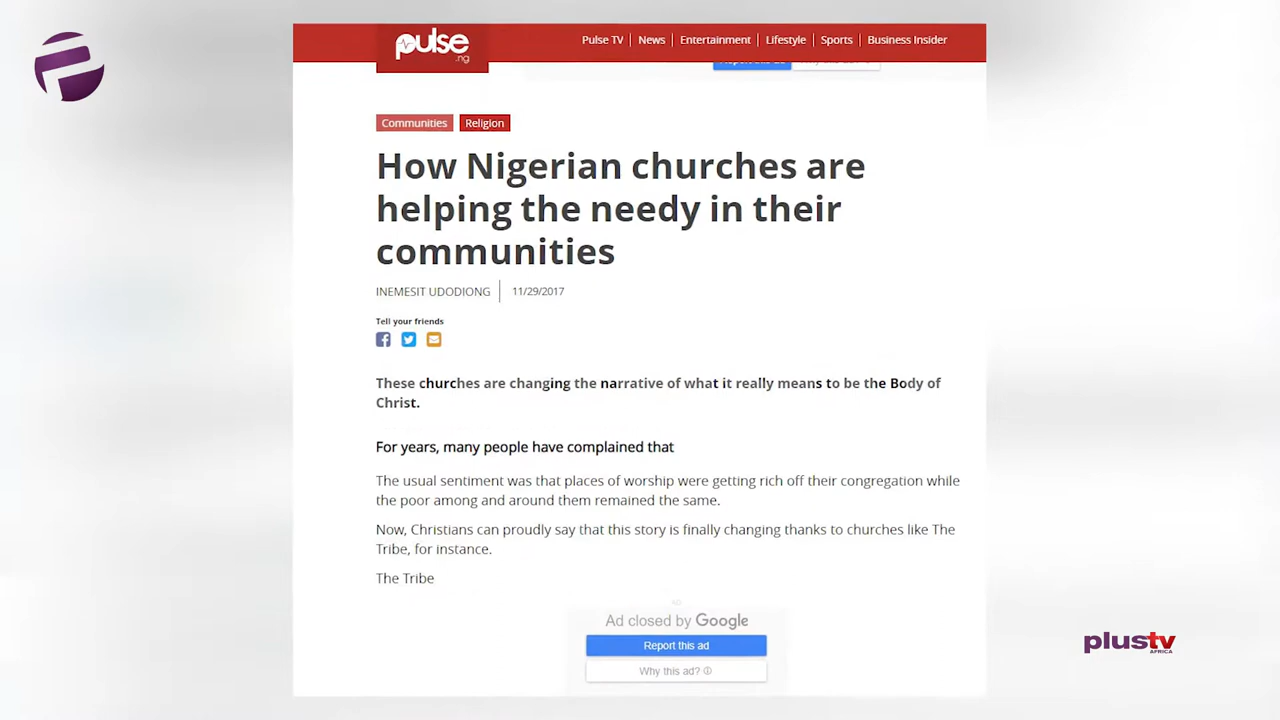 pulse
.ng
Pulse TV | News | Entertainment | Lifestyle | Sports | Business Insider
Communities Religion
How Nigerian churches are
helping the needy in their
communities
INEMESIT UDODIONG | 11/29/2017
Tell your friends
These churches are changing the narrative of what it really means to be the Body of
Christ.
For years, many people have complained that
The usual sentiment was that places of worship were getting rich off their congregation while
the poor among and around them remained the same.
Now, Christians can proudly say that this story is finally changing thanks to churches like The
Tribe, for instance.
The Tribe
AD
Ad closed by Google
Report this ad
Why this ad?
plustv
AFRICA